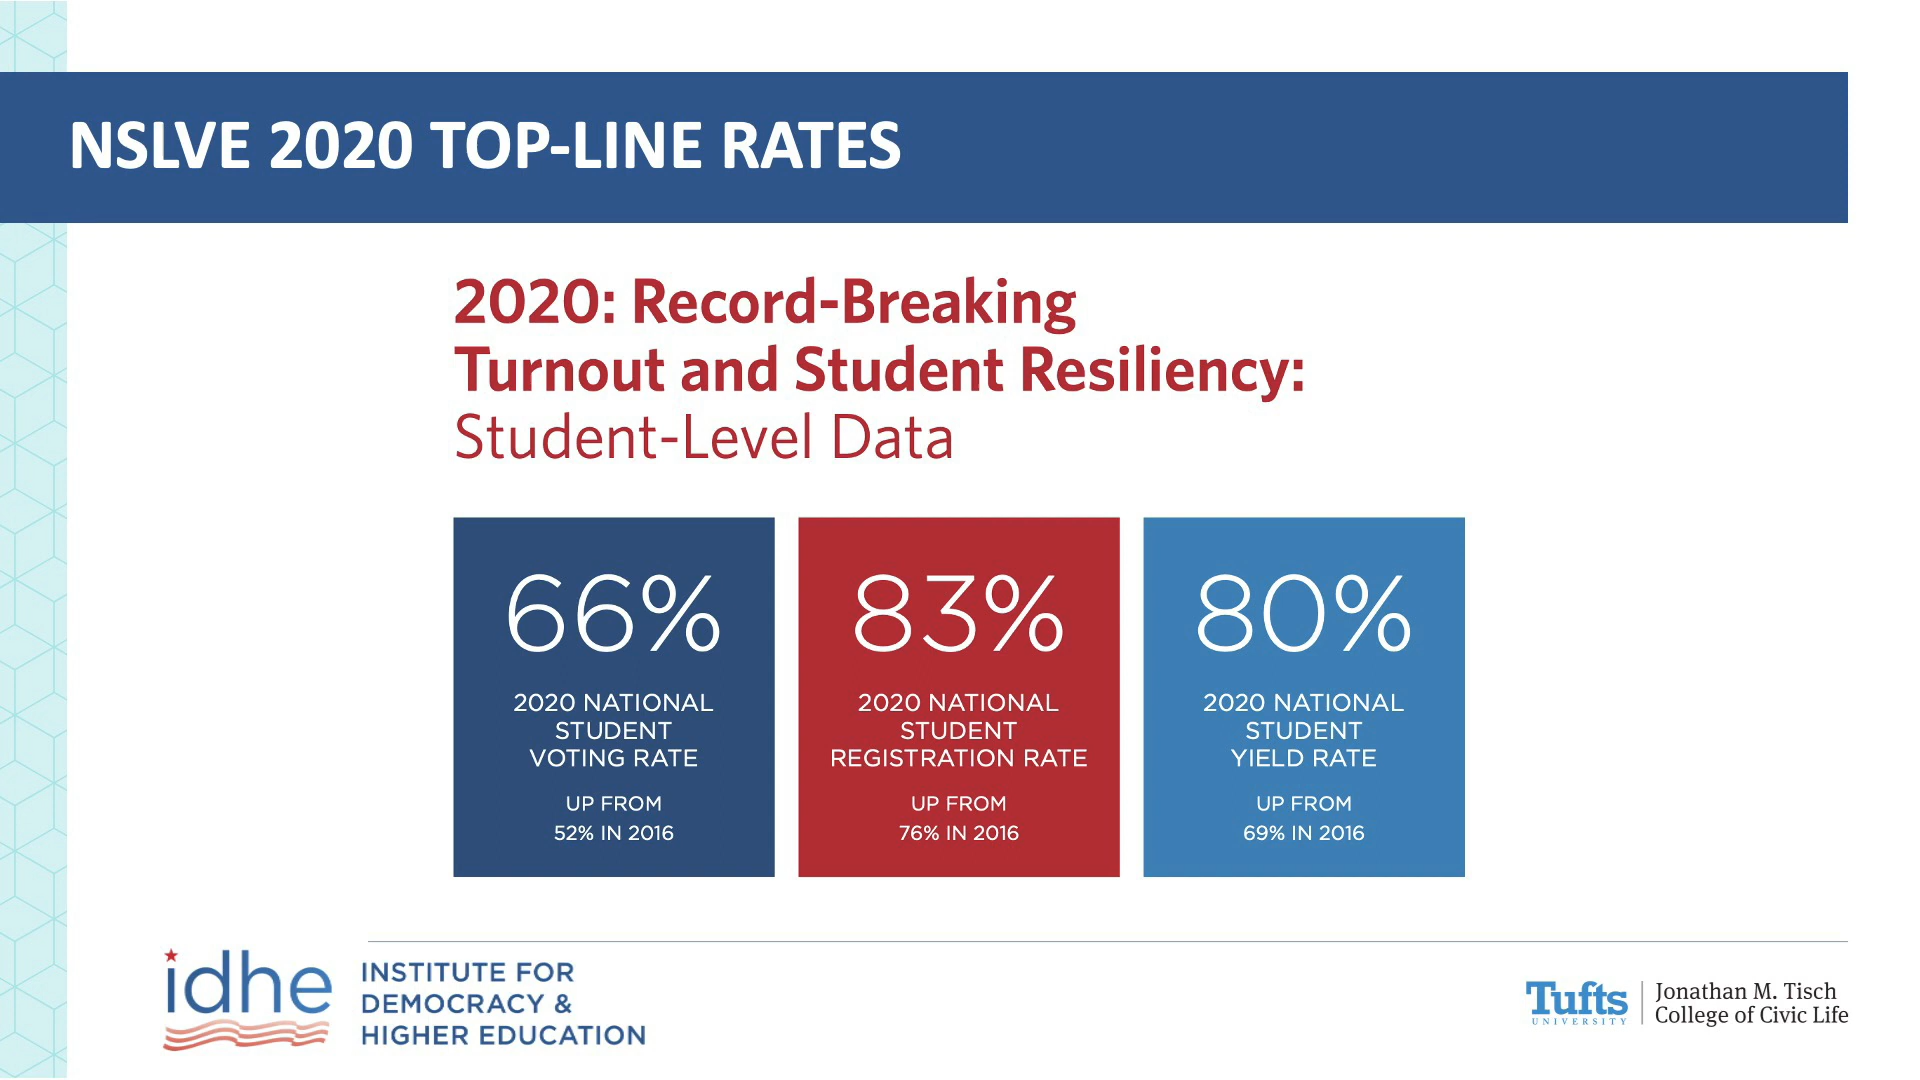 NSLVE 2020 TOP-LINE RATES
2020: Record-Breaking
Turnout and Student Resiliency:
Student-Level Data
66%
2020 NATIONAL
STUDENT
VOTING RATE
UP FROM
52% IN 2016
83%
2020 NATIONAL
STUDENT
REGISTRATION RATE
UP FROM
76% IN 2016
80%
2020 NATIONAL
STUDENT
YIELD RATE
UP FROM
69% IN 2016
idhe
INSTITUTE FOR
DEMOCRACY &
HIGHER EDUCATION
Tufts
UNIVERSITY
Jonathan M. Tisch
College of Civic Life